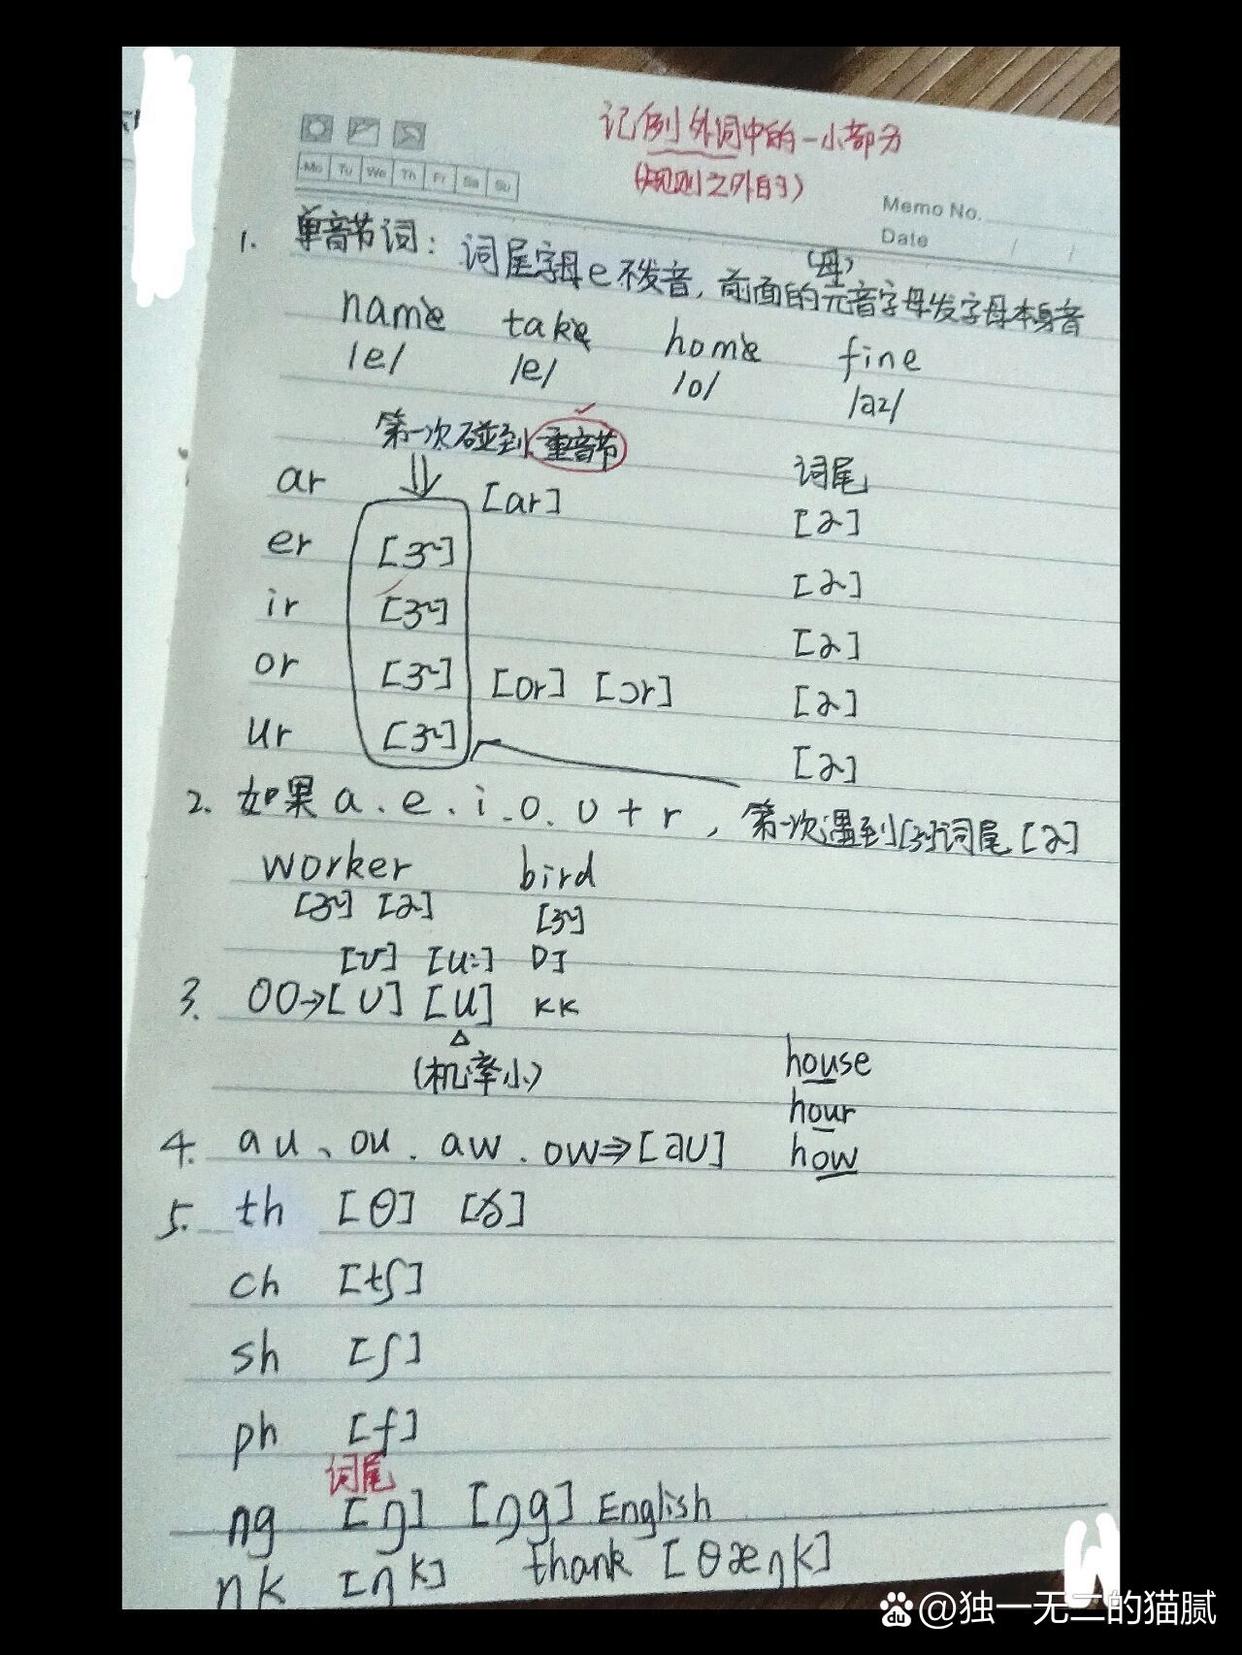 记例外词中的一小部分
(规则之外的)
Mo Tu We Th Fr Sa Su
Memo No.
Date / /
1. 单音节词: 词尾字母e不发音, 前面的元(母)音字母发字母本身音
name take home fine
/e/ /e/ /o/ /aɪ/
第一次碰到重音节
词尾
ar [ar] [ɚ]
er [ɝ] [ɚ]
ir [ɝ] [ɚ]
or [ɝ] [or] [ɔr] [ɚ]
ur [ɝ] [ɚ]
2. 如果 a.e.i.o.u + r, 第一次遇到[ɝ]词尾[ɚ]
worker bird
[ɝ] [ɚ] [ɝ]
[ʊ] [u:] DJ
3. oo→[ᴜ] [u] KK
(机率小)
house
hour
4. au、ou.aw.ow⇒[aᴜ] how
5. th [θ] [ð]
ch [tʃ]
sh [ʃ]
ph [f]
词尾
ng [ŋ] [ŋg] English
nk [ŋk] thank [θæŋk]
du @独一无二的猫腻